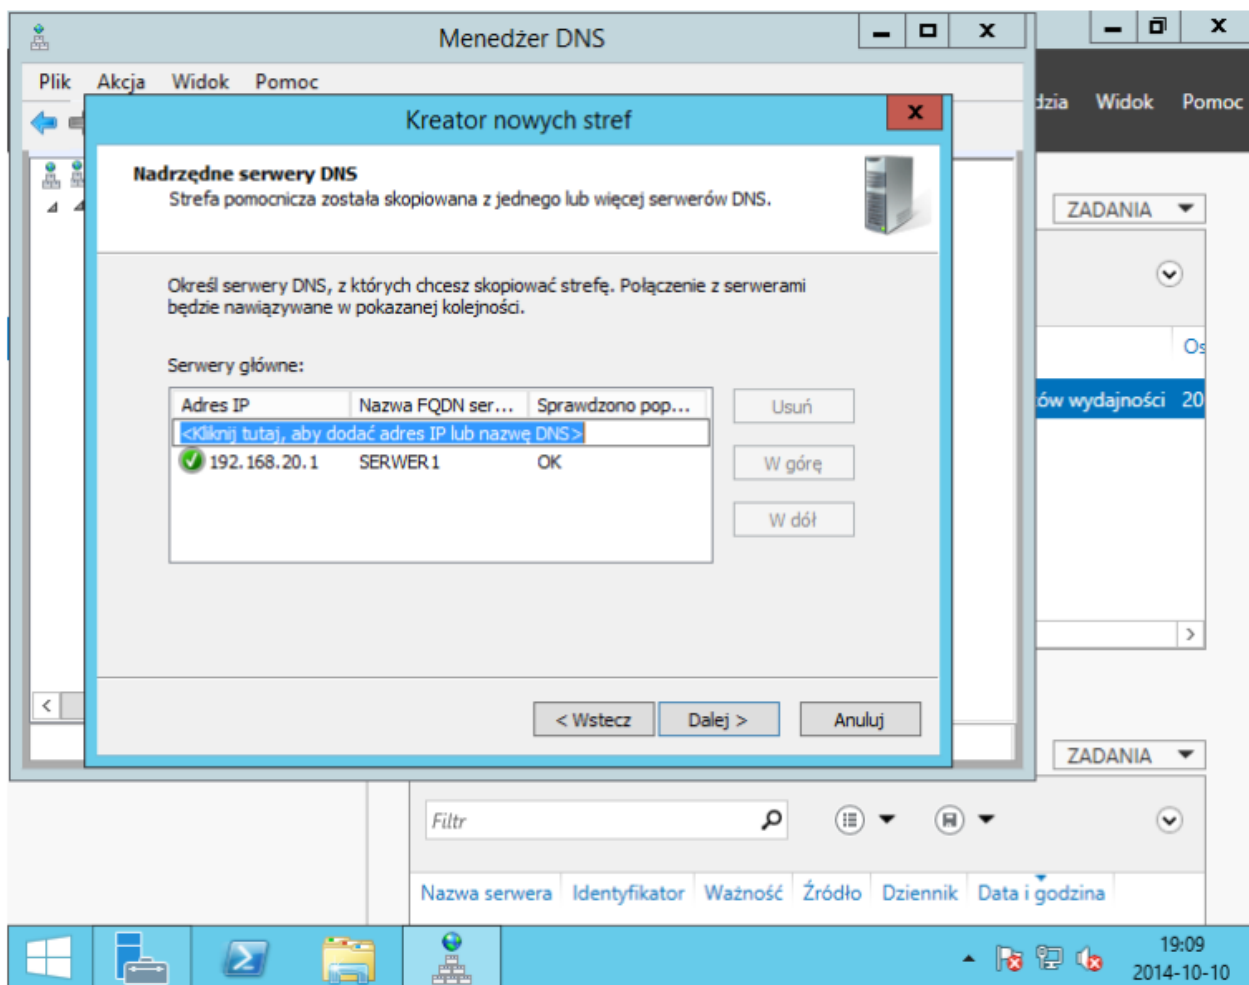 Menedżer DNS
Plik Akcja Widok Pomoc
dzia Widok Pomoc
Kreator nowych stref
Nadrzędne serwery DNS
Strefa pomocnicza została skopiowana z jednego lub więcej serwerów DNS.
ZADANIA
Określ serwery DNS, z których chcesz skopiować strefę. Połączenie z serwerami
będzie nawiązywane w pokazanej kolejności.
Os
Serwery główne:
Adres IP Nazwa FQDN ser... Sprawdzono pop...
Usuń
ów wydajności 20
<Kliknij tutaj, aby dodać adres IP lub nazwę DNS>
192.168.20.1 SERWER1 OK
W górę
W dół
< Wstecz Dalej > Anuluj
ZADANIA
Filtr
Nazwa serwera Identyfikator Ważność Źródło Dziennik Data i godzina
19:09
2014-10-10